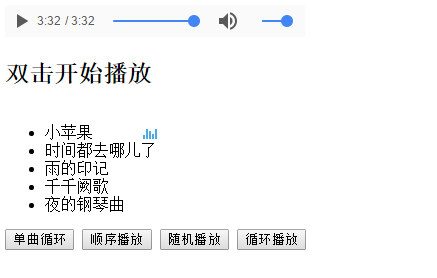 3:32 / 3:32
双击开始播放
小苹果
时间都去哪儿了
雨的印记
千千阙歌
夜的钢琴曲
单曲循环 顺序播放 随机播放 循环播放